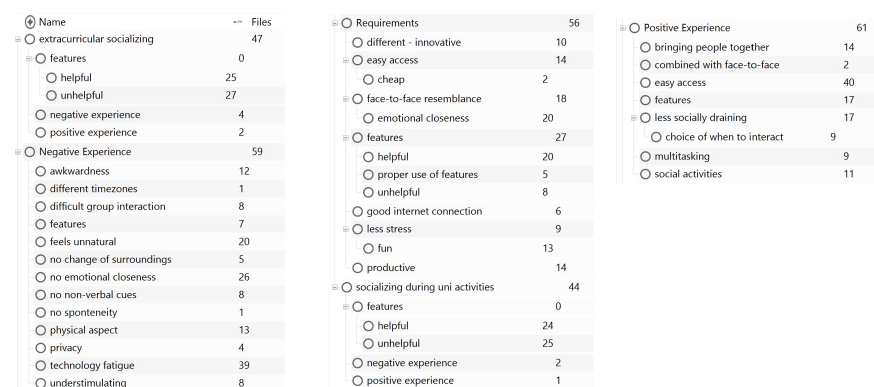 Name Files
extracurricular socializing 47
features 0
helpful 25
unhelpful 27
negative experience 4
positive experience 2
Negative Experience 59
awkwardness 12
different timezones 1
difficult group interaction 8
features 7
feels unnatural 20
no change of surroundings 5
no emotional closeness 26
no non-verbal cues 8
no sponteneity 1
physical aspect 13
privacy 4
technology fatigue 39
understimulating 8
Requirements 56
different - innovative 10
easy access 14
cheap 2
face-to-face resemblance 18
emotional closeness 20
features 27
helpful 20
proper use of features 5
unhelpful 8
good internet connection 6
less stress 9
fun 13
productive 14
socializing during uni activities 44
features 0
helpful 24
unhelpful 25
negative experience 2
positive experience 1
Positive Experience 61
bringing people together 14
combined with face-to-face 2
easy access 40
features 17
less socially draining 17
choice of when to interact 9
multitasking 9
social activities 11